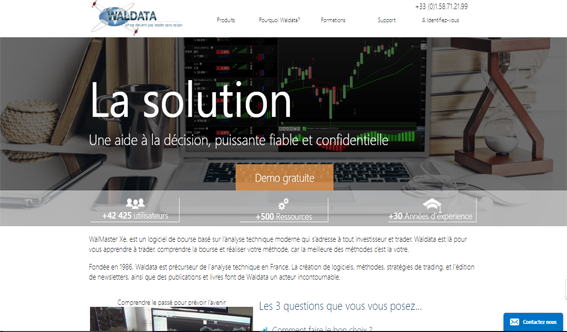 +33 (0)1.58.71.21.99
WALDATA
Produits
Pourquoi Waldata?
Formations
Support
Identifiez-vous
La solution
Une aide à la décision, puissante fiable et confidentielle
Demo gratuite
+42 425 utilisateurs
+500 Ressources
+30 Années d'expérience
WalMaster Xe, est un logiciel de bourse basé sur l'analyse technique moderne qui s'adresse à tout investisseur et trader. Waldata est là pour
vous apprendre à trader, comprendre la bourse et réaliser votre méthode, car la meilleure des méthodes c'est la votre.
Fondée en 1986, Waldata est précurseur de l'analyse technique en France. La création de logiciels, méthodes, stratégies de trading, et l'édition
de newsletters, ainsi que des publications et livres font de Waldata un acteur incontournable.
Comprendre le passé pour prévoir l'avenir
Les 3 questions que vous vous posez...
Comment faire le bon choix ?
Contactez nous